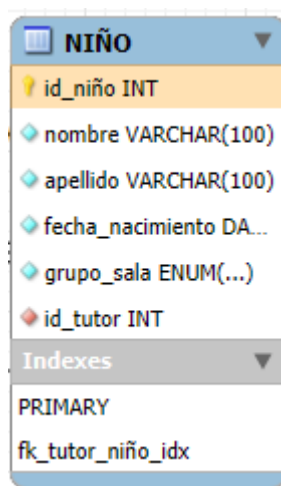 NIÑO
id_niño INT
nombre VARCHAR(100)
apellido VARCHAR(100)
fecha_nacimiento DA...
grupo_sala ENUM(...)
id_tutor INT
Indexes
PRIMARY
fk_tutor_niño_idx